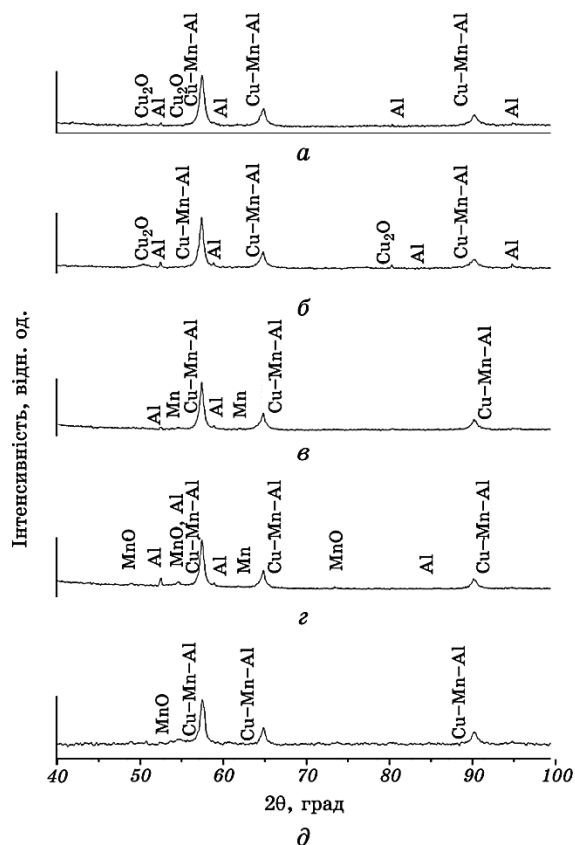 Cu₂O
Al
Cu₂O
Cu–Mn–Al
Al
Cu–Mn–Al
Al
Cu–Mn–Al
Al
а
Cu₂O
Al
Cu–Mn–Al
Al
Cu–Mn–Al
Cu₂O
Al
Cu–Mn–Al
Al
б
Al
Mn
Cu–Mn–Al
Al
Mn
Cu–Mn–Al
Cu–Mn–Al
в
MnO
Al
MnO, Al
Cu–Mn–Al
Al
Mn
Cu–Mn–Al
MnO
Al
Cu–Mn–Al
г
MnO
Cu–Mn–Al
Cu–Mn–Al
Cu–Mn–Al
40 50 60 70 80 90 100
2θ, град
д
Інтенсивність, відн. од.